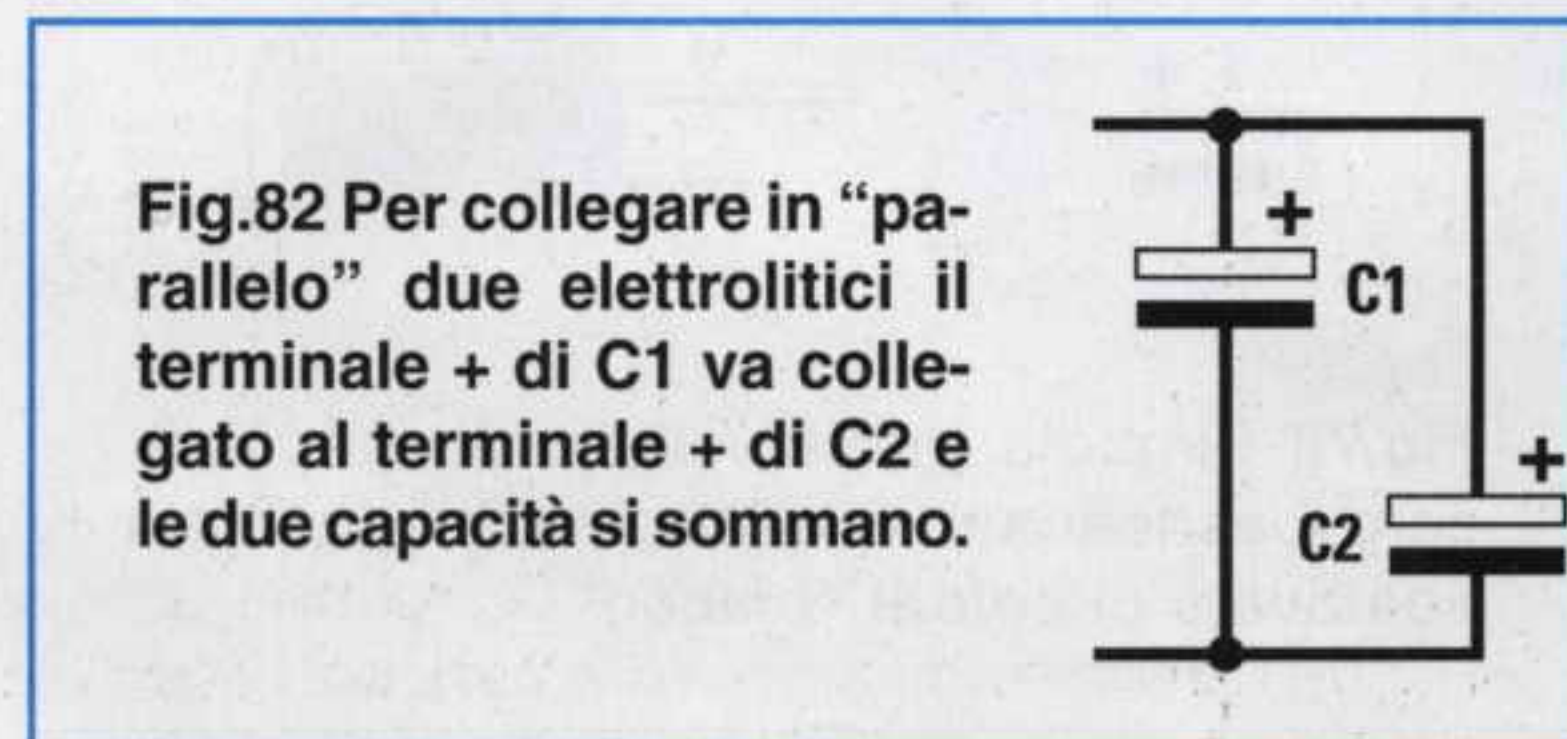 Fig.82 Per collegare in “pa-
rallelo” due elettrolitici il
terminale + di C1 va colle-
gato al terminale + di C2 e
le due capacità si sommano.
+
C1
+
C2